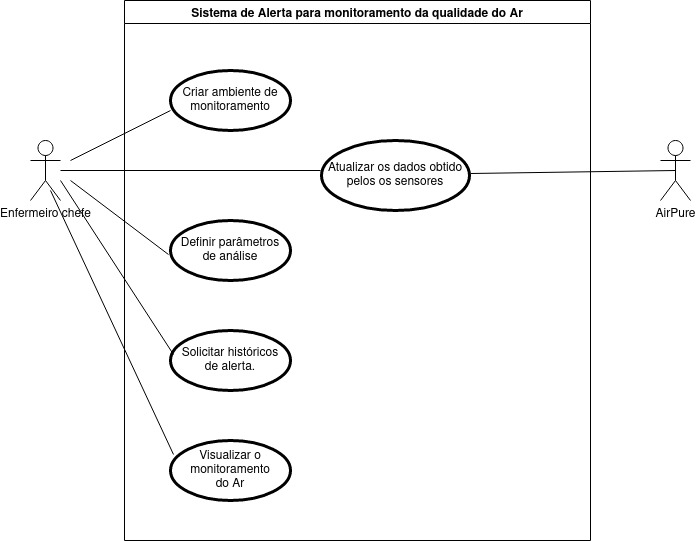 Sistema de Alerta para monitoramento da qualidade do Ar
Criar ambiente de
monitoramento
Atualizar os dados obtido
pelos os sensores
Enfermeiro chefe
AirPure
Definir parâmetros
de análise
Solicitar históricos
de alerta.
Visualizar o
monitoramento
do Ar